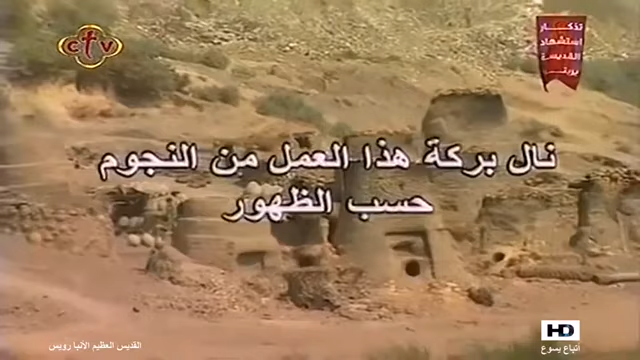 CTV
تذكار
استشهاد
القديسة
نال بركة هذا العمل من النجوم
حسب الظهور
القديس العظيم الأنبا رويس
HD
اتباع يسوع